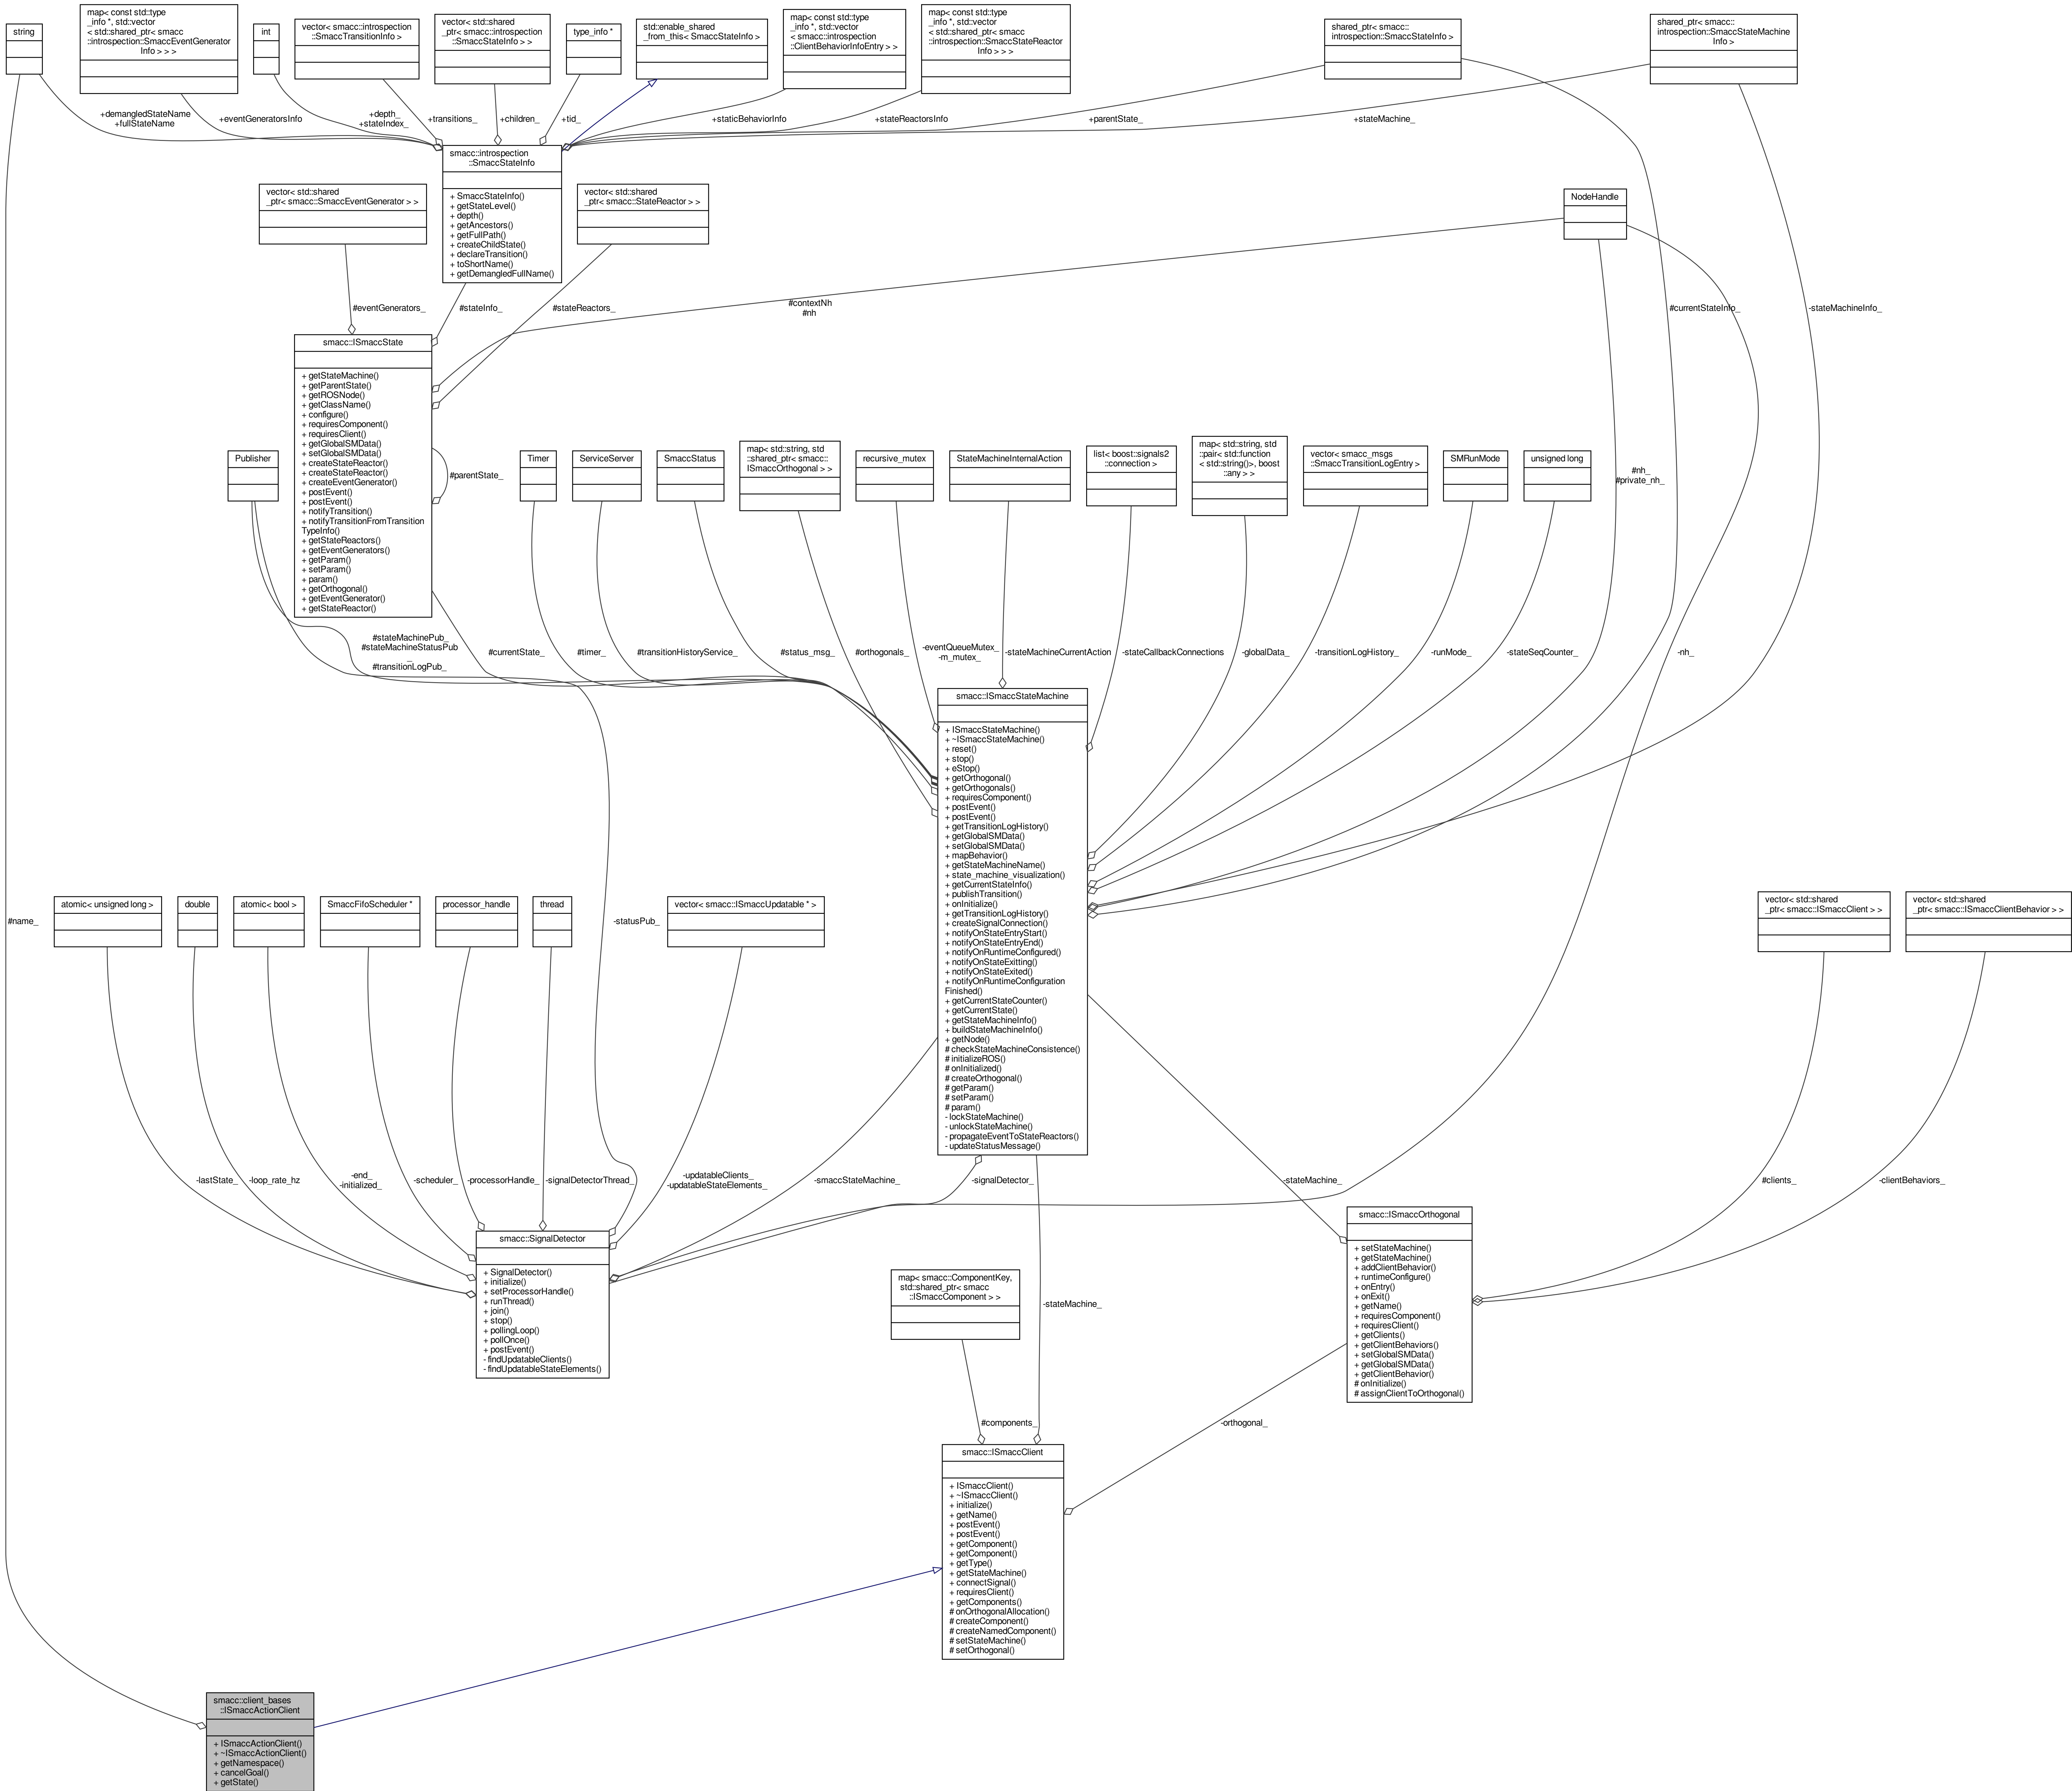 string
map< const std::type
_info *, std::vector
< std::shared_ptr< smacc
::introspection::SmaccEventGenerator
Info > > >
int
vector< smacc::introspection
::SmaccTransitionInfo >
vector< std::shared
_ptr< smacc::introspection
::SmaccStateInfo > >
type_info *
std::enable_shared
_from_this< SmaccStateInfo >
map< const std::type
_info *, std::vector
< smacc::introspection
::ClientBehaviorInfoEntry > >
map< const std::type
_info *, std::vector
< std::shared_ptr< smacc
::introspection::SmaccStateReactor
Info > > >
shared_ptr< smacc::
introspection::SmaccStateInfo >
shared_ptr< smacc::
introspection::SmaccStateMachine
Info >
+demangledStateName
+fullStateName
+eventGeneratorsInfo
+depth_
+stateIndex_
+transitions_
+children_
+tid_
+staticBehaviorInfo
+stateReactorsInfo
+parentState_
+stateMachine_
smacc::introspection
::SmaccStateInfo
+ SmaccStateInfo()
+ getStateLevel()
+ depth()
+ getAncestors()
+ getFullPath()
+ createChildState()
+ declareTransition()
+ toShortName()
+ getDemangledFullName()
vector< std::shared
_ptr< smacc::SmaccEventGenerator > >
vector< std::shared
_ptr< smacc::StateReactor > >
NodeHandle
#eventGenerators_
#stateInfo_
#stateReactors_
#contextNh
#nh
#currentStateInfo_
-stateMachineInfo_
smacc::ISmaccState
+ getStateMachine()
+ getParentState()
+ getROSNode()
+ getClassName()
+ configure()
+ requiresComponent()
+ requiresClient()
+ getGlobalSMData()
+ setGlobalSMData()
+ createStateReactor()
+ createStateReactor()
+ createEventGenerator()
+ postEvent()
+ postEvent()
+ notifyTransition()
+ notifyTransitionFromTransition
TypeInfo()
+ getStateReactors()
+ getEventGenerators()
+ getParam()
+ setParam()
+ param()
+ getOrthogonal()
+ getEventGenerator()
+ getStateReactor()
#parentState_
Publisher
Timer
ServiceServer
SmaccStatus
map< std::string, std
::shared_ptr< smacc::
ISmaccOrthogonal > >
recursive_mutex
StateMachineInternalAction
list< boost::signals2
::connection >
map< std::string, std
::pair< std::function
< std::string()>, boost
::any > >
vector< smacc_msgs
::SmaccTransitionLogEntry >
SMRunMode
unsigned long
#nh_
#private_nh_
#stateMachinePub_
#stateMachineStatusPub
_
#transitionLogPub_
#currentState_
#timer_
#transitionHistoryService_
#status_msg_
#orthogonals_
-eventQueueMutex_
-m_mutex_
-stateMachineCurrentAction
-stateCallbackConnections
-globalData_
-transitionLogHistory_
-runMode_
-stateSeqCounter_
-nh_
smacc::ISmaccStateMachine
+ ISmaccStateMachine()
+ ~ISmaccStateMachine()
+ reset()
+ stop()
+ eStop()
+ getOrthogonal()
+ getOrthogonals()
+ requiresComponent()
+ postEvent()
+ postEvent()
+ getTransitionLogHistory()
+ getGlobalSMData()
+ setGlobalSMData()
+ mapBehavior()
+ getStateMachineName()
+ state_machine_visualization()
+ getCurrentStateInfo()
+ publishTransition()
+ onInitialize()
+ getTransitionLogHistory()
+ createSignalConnection()
+ notifyOnStateEntryStart()
+ notifyOnStateEntryEnd()
+ notifyOnRuntimeConfigured()
+ notifyOnStateExitting()
+ notifyOnStateExited()
+ notifyOnRuntimeConfiguration
Finished()
+ getCurrentStateCounter()
+ getCurrentState()
+ getStateMachineInfo()
+ buildStateMachineInfo()
+ getNode()
# checkStateMachineConsistence()
# initializeROS()
# onInitialized()
# createOrthogonal()
# getParam()
# setParam()
# param()
- lockStateMachine()
- unlockStateMachine()
- propagateEventToStateReactors()
- updateStatusMessage()
#name_
atomic< unsigned long >
double
atomic< bool >
SmaccFifoScheduler *
processor_handle
thread
-statusPub_
vector< smacc::ISmaccUpdatable * >
vector< std::shared
_ptr< smacc::ISmaccClient > >
vector< std::shared
_ptr< smacc::ISmaccClientBehavior > >
-lastState_
-loop_rate_hz
-end_
-initialized_
-scheduler_
-processorHandle_
-signalDetectorThread_
-updatableClients_
-updatableStateElements_
-smaccStateMachine_
-signalDetector_
-stateMachine_
#clients_
-clientBehaviors_
smacc::SignalDetector
+ SignalDetector()
+ initialize()
+ setProcessorHandle()
+ runThread()
+ join()
+ stop()
+ pollingLoop()
+ pollOnce()
+ postEvent()
- findUpdatableClients()
- findUpdatableStateElements()
smacc::ISmaccOrthogonal
+ setStateMachine()
+ getStateMachine()
+ addClientBehavior()
+ runtimeConfigure()
+ onEntry()
+ onExit()
+ getName()
+ requiresComponent()
+ requiresClient()
+ getClients()
+ getClientBehaviors()
+ setGlobalSMData()
+ getGlobalSMData()
+ getClientBehavior()
# onInitialize()
# assignClientToOrthogonal()
map< smacc::ComponentKey,
std::shared_ptr< smacc
::ISmaccComponent > >
-stateMachine_
#components_
-orthogonal_
smacc::ISmaccClient
+ ISmaccClient()
+ ~ISmaccClient()
+ initialize()
+ getName()
+ postEvent()
+ postEvent()
+ getComponent()
+ getComponent()
+ getType()
+ getStateMachine()
+ connectSignal()
+ requiresClient()
+ getComponents()
# onOrthogonalAllocation()
# createComponent()
# createNamedComponent()
# setStateMachine()
# setOrthogonal()
smacc::client_bases
::ISmaccActionClient
+ ISmaccActionClient()
+ ~ISmaccActionClient()
+ getNamespace()
+ cancelGoal()
+ getState()